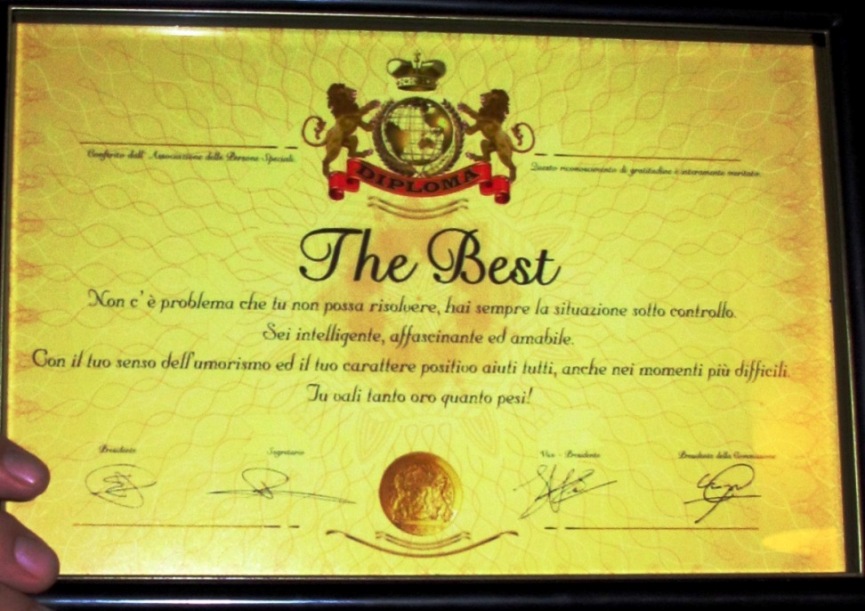 Conferito dall' Associazione delle Persone Speciali.
Questo riconoscimento di gratitudine è interamente meritato.
DIPLOMA
The Best
Non c'è problema che tu non possa risolvere, hai sempre la situazione sotto controllo.
Sei intelligente, affascinante ed amabile.
Con il tuo senso dell'umorismo ed il tuo carattere positivo aiuti tutti, anche nei momenti più difficili.
Tu vali tanto oro quanto pesi!
Presidente
Segretario
Vice - Presidente
Presidente della Commissione